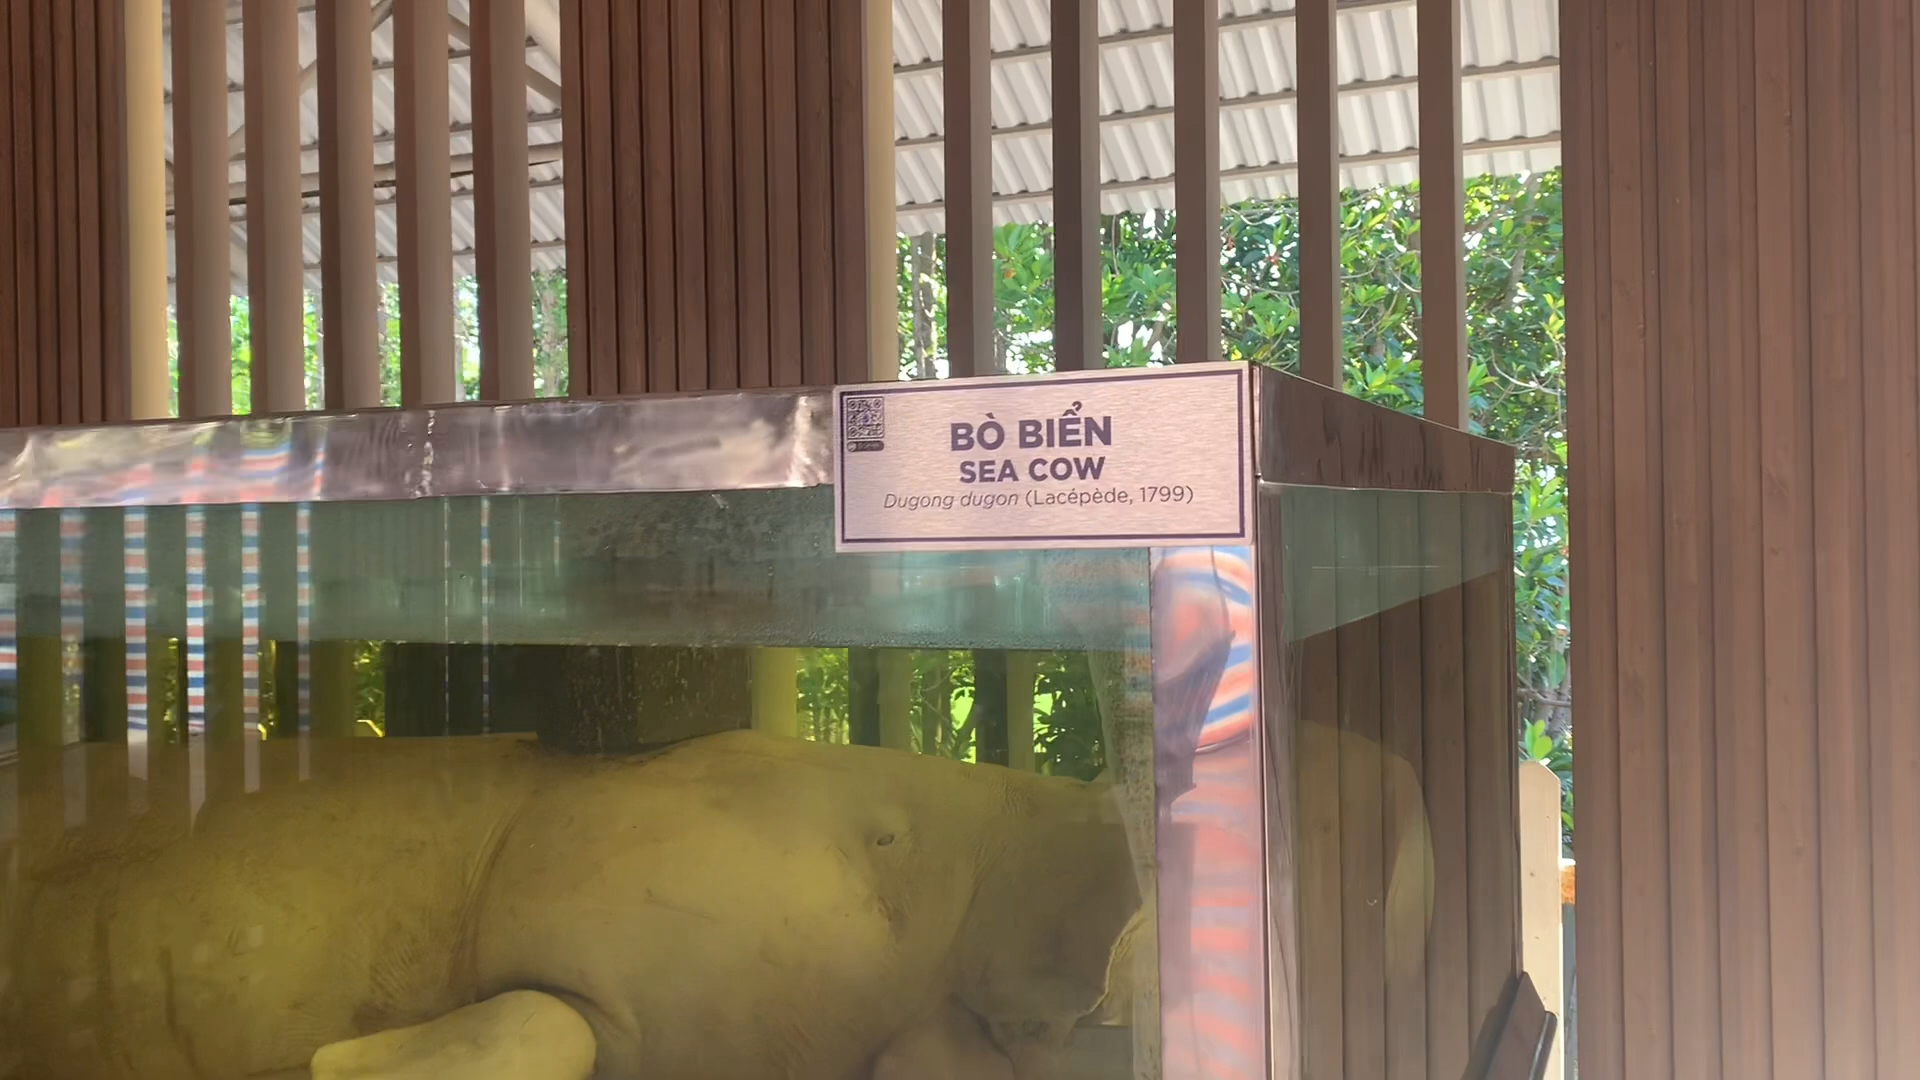 BÒ BIỂN
SEA COW
Dugong dugon (Lacépède, 1799)